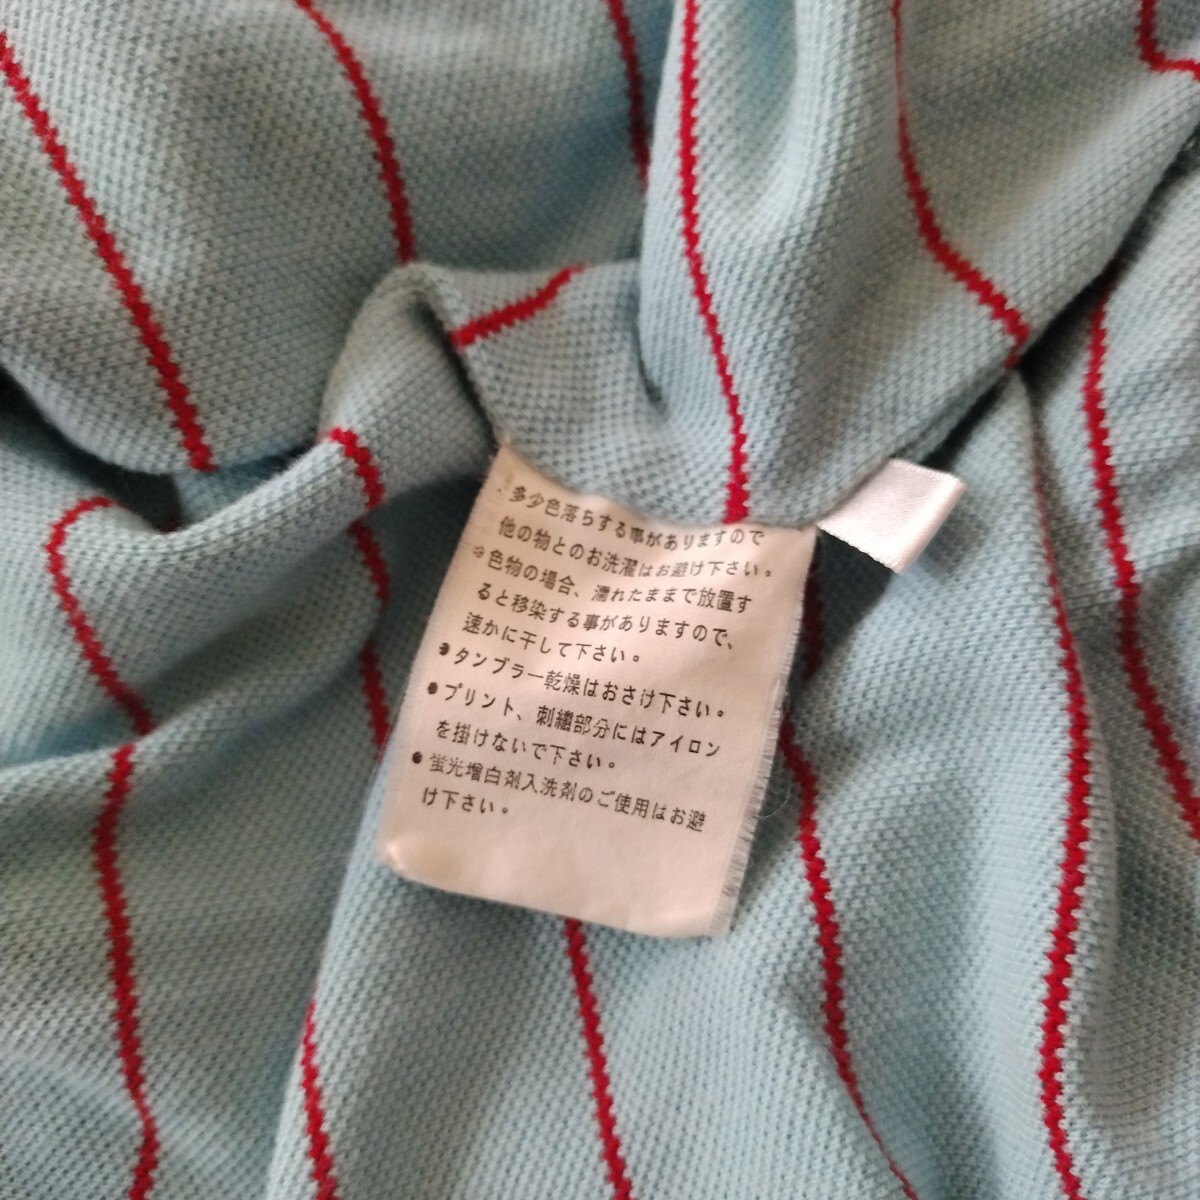 多少色落ちする事がありますので
他の物とのお洗濯はお避け下さい。
●色物の場合、濡れたままで放置す
ると移染する事がありますので、
速かに干して下さい。
●タンブラー乾燥はおさけ下さい。
●プリント、刺繍部分にはアイロン
を掛けないで下さい。
●蛍光増白剤入洗剤のご使用はお避
け下さい。